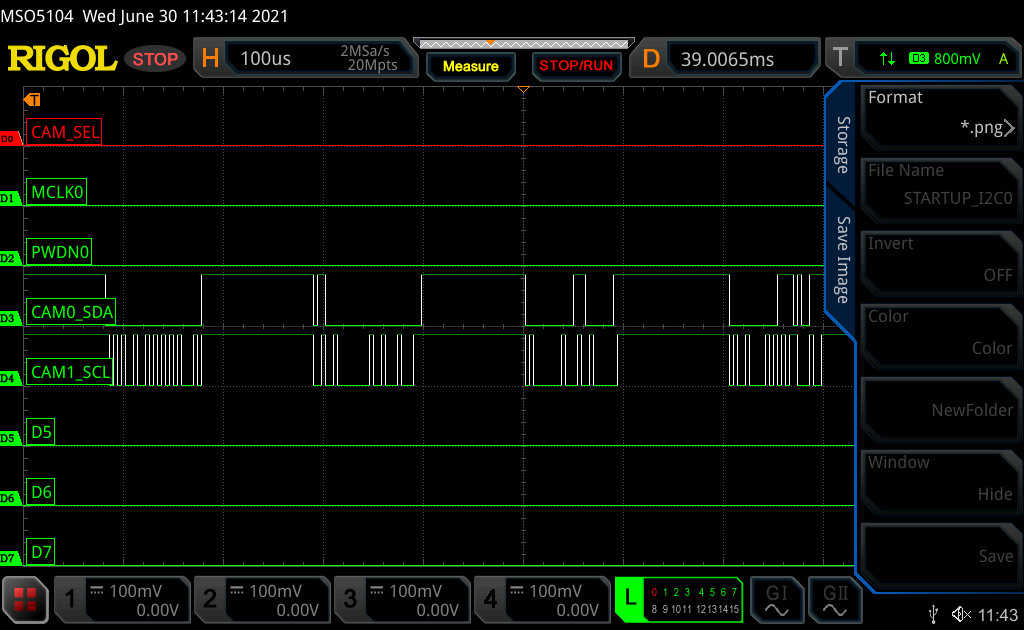 MSO5104 Wed June 30 11:43:14 2021
RIGOL STOP H 100us 2MSa/s 20Mpts Measure STOP/RUN D 39.0065ms T D3 800mV A
T
D0 CAM_SEL
D1 MCLK0
D2 PWDN0
D3 CAM0_SDA
D4 CAM1_SCL
D5 D5
D6 D6
D7 D7
Storage
Save Image
Format
*.png
File Name
STARTUP_I2C0
Invert
OFF
Color
Color
NewFolder
Window
Hide
Save
1 100mV 0.00V
2 100mV 0.00V
3 100mV 0.00V
4 100mV 0.00V
L 0 1 2 3 4 5 6 7
8 9 10 11 12 13 14 15
GI
GII
11:43